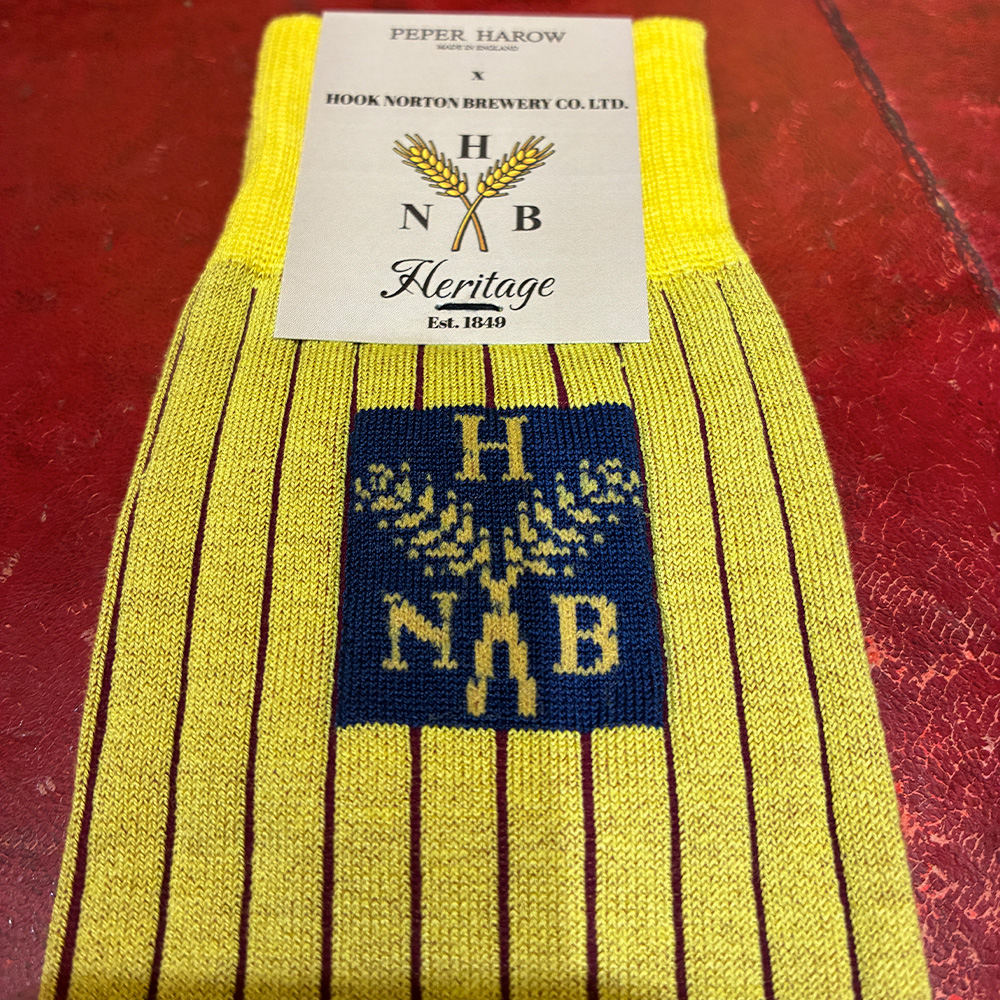 PEPER HAROW
MADE IN ENGLAND
x
HOOK NORTON BREWERY CO. LTD.
H
N B
Heritage
Est. 1849
H
N B